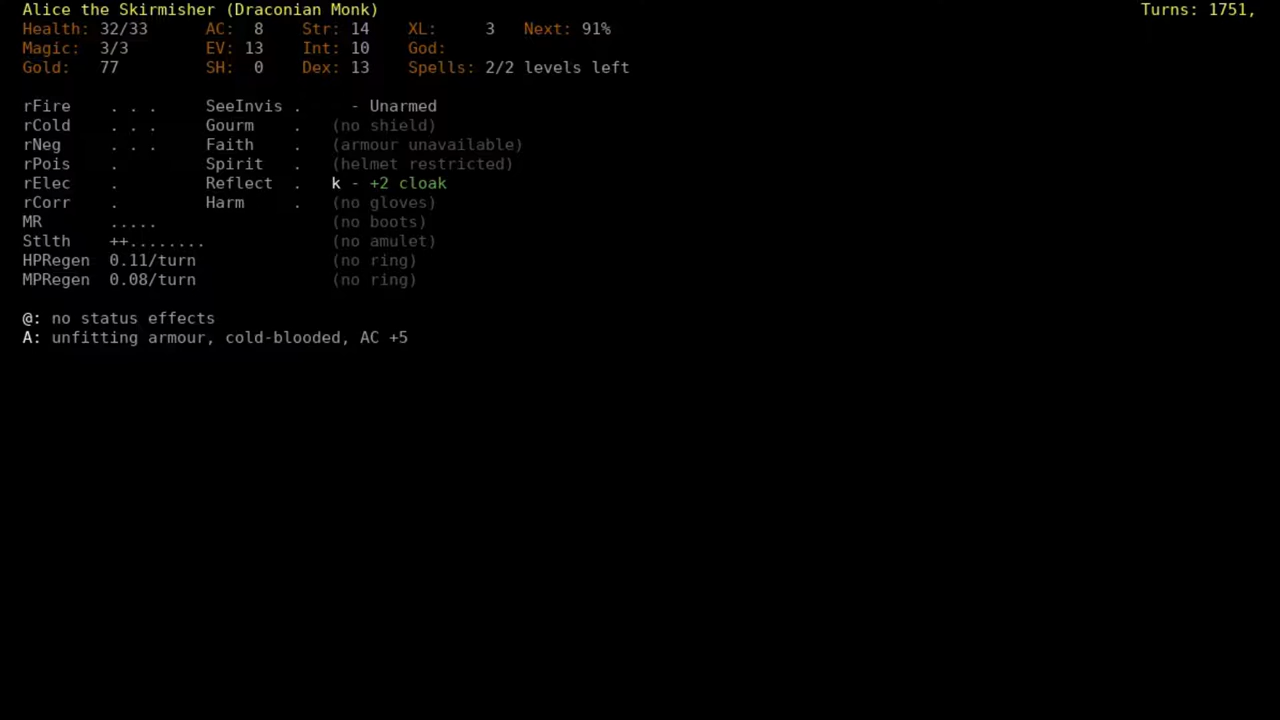 Alice the Skirmisher (Draconian Monk) Turns: 1751,
Health: 32/33 AC: 8 Str: 14 XL: 3 Next: 91%
Magic: 3/3 EV: 13 Int: 10 God:
Gold: 77 SH: 0 Dex: 13 Spells: 2/2 levels left
rFire . . . SeeInvis . - Unarmed
rCold . . . Gourm . (no shield)
rNeg . . . Faith . (armour unavailable)
rPois . Spirit . (helmet restricted)
rElec . Reflect . k - +2 cloak
rCorr . Harm . (no gloves)
MR ..... (no boots)
Stlth ++........ (no amulet)
HPRegen 0.11/turn (no ring)
MPRegen 0.08/turn (no ring)
@: no status effects
A: unfitting armour, cold-blooded, AC +5